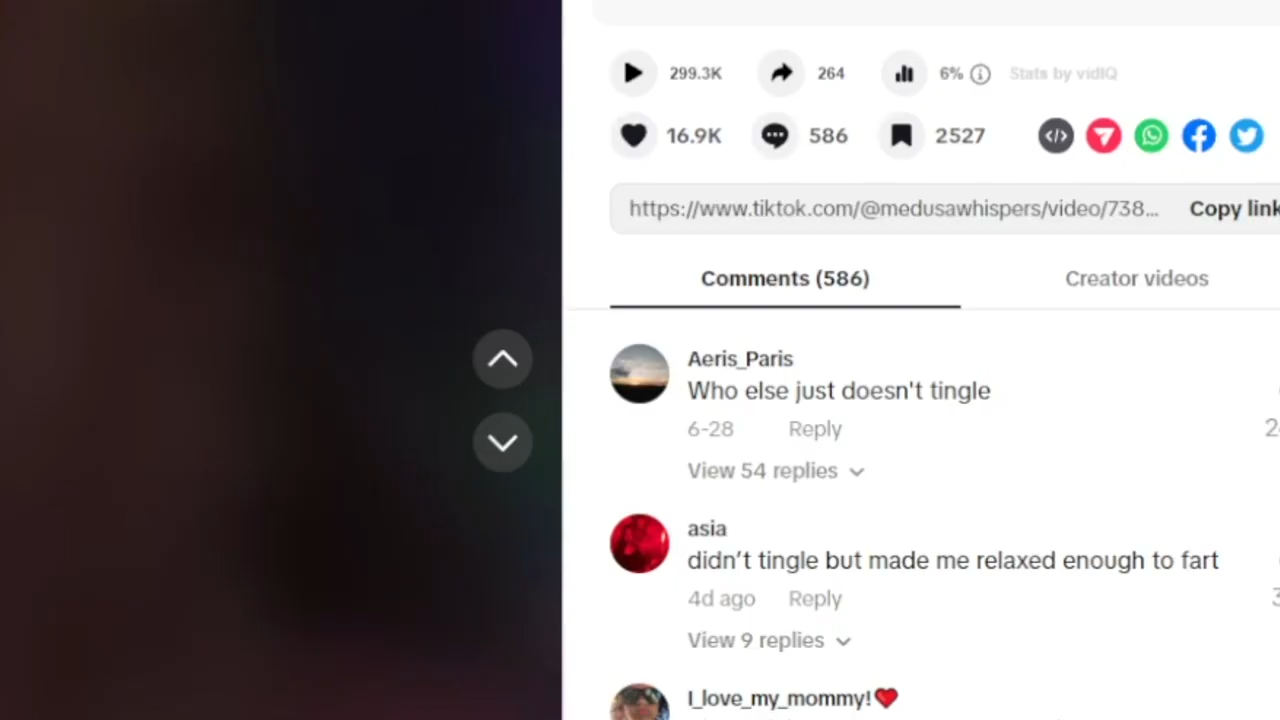 299.3K 264 6% Stats by vidIQ
16.9K 586 2527
https://www.tiktok.com/@medusawhispers/video/738... Copy link
Comments (586) Creator videos
Aeris_Paris
Who else just doesn't tingle
6-28 Reply
View 54 replies
asia
didn't tingle but made me relaxed enough to fart
4d ago Reply
View 9 replies
I_love_my_mommy!❤️